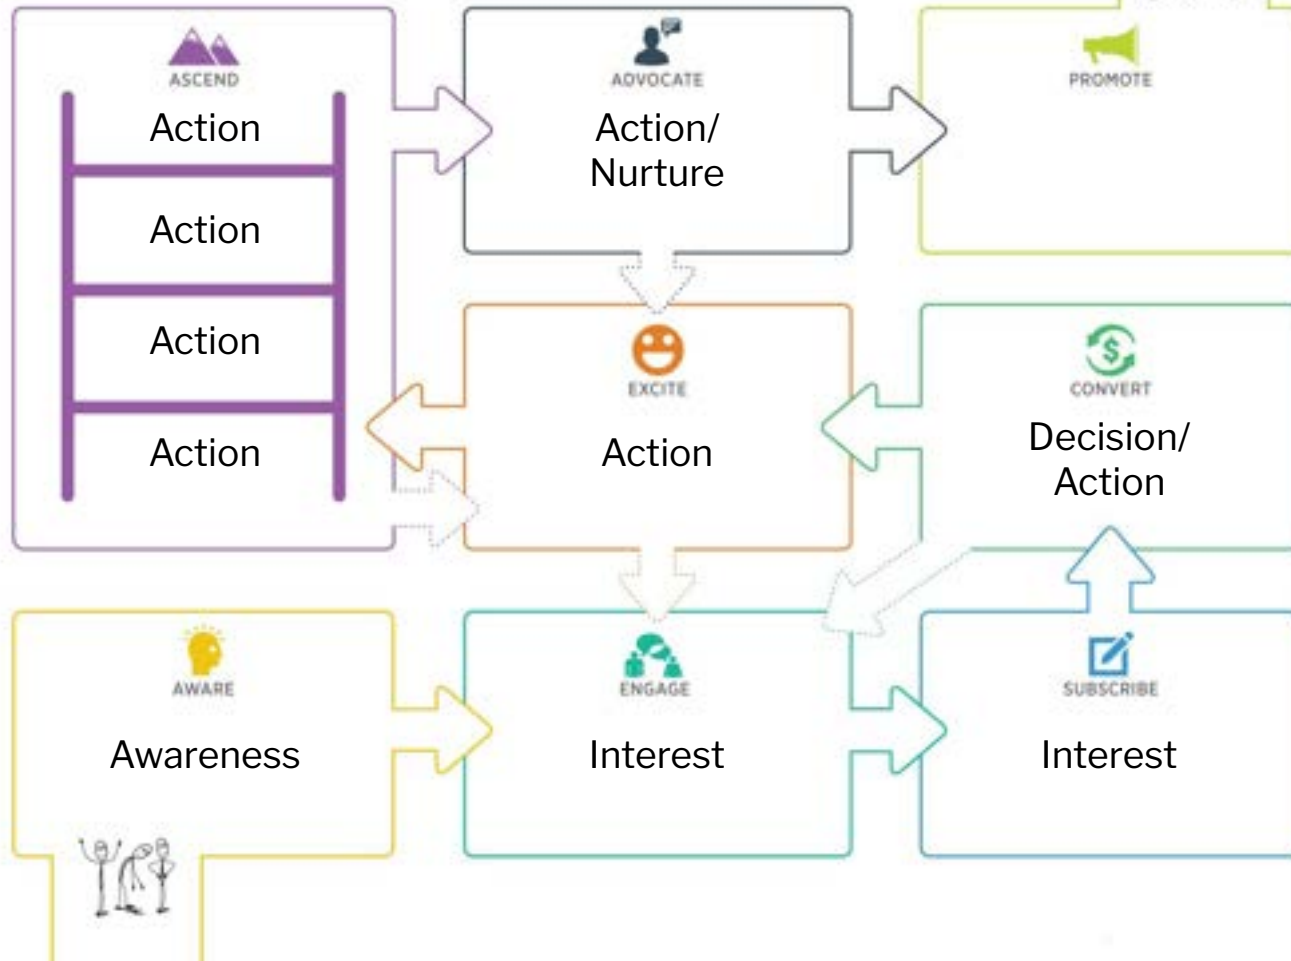 ASCEND
Action
Action
Action
Action
ADVOCATE
Action/
Nurture
PROMOTE
EXCITE
Action
CONVERT
Decision/
Action
AWARE
Awareness
ENGAGE
Interest
SUBSCRIBE
Interest